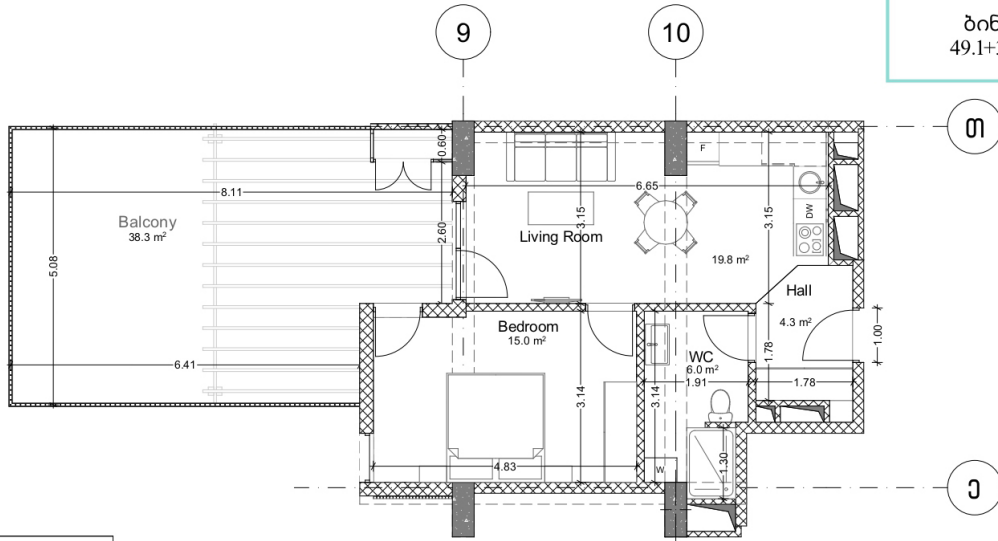 9
10
ბინ
49.1+
თ
0.60
F
8.11
6.65
Balcony
38.3 m²
2.60
3.15
3.15
DW
Living Room
19.8 m²
5.08
Hall
4.3 m²
1.00
Bedroom
15.0 m²
WC
6.0 m²
1.78
6.41
1.91
1.78
3.14
3.14
4.83
W
1.30
ე